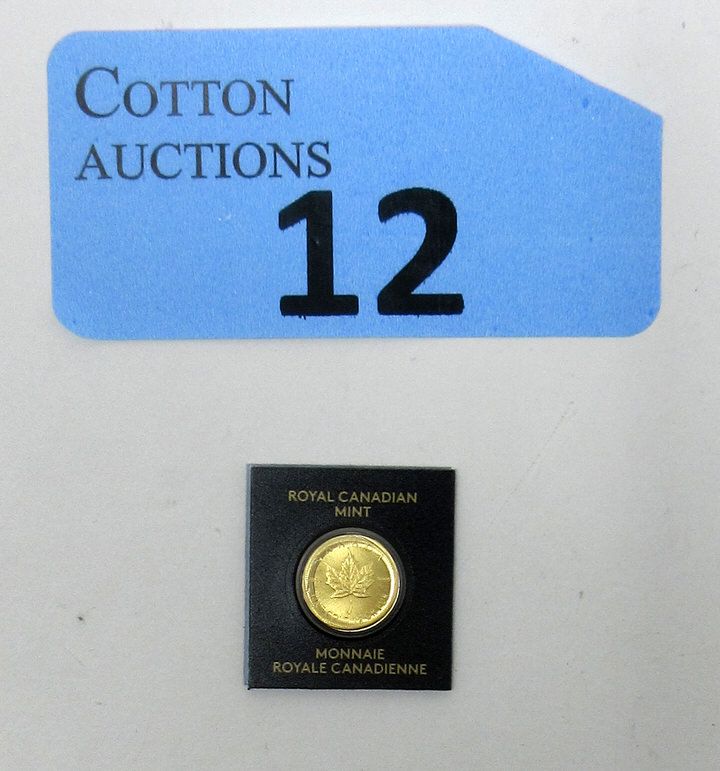 COTTON
AUCTIONS
12
ROYAL CANADIAN
MINT
MONNAIE
ROYALE CANADIENNE